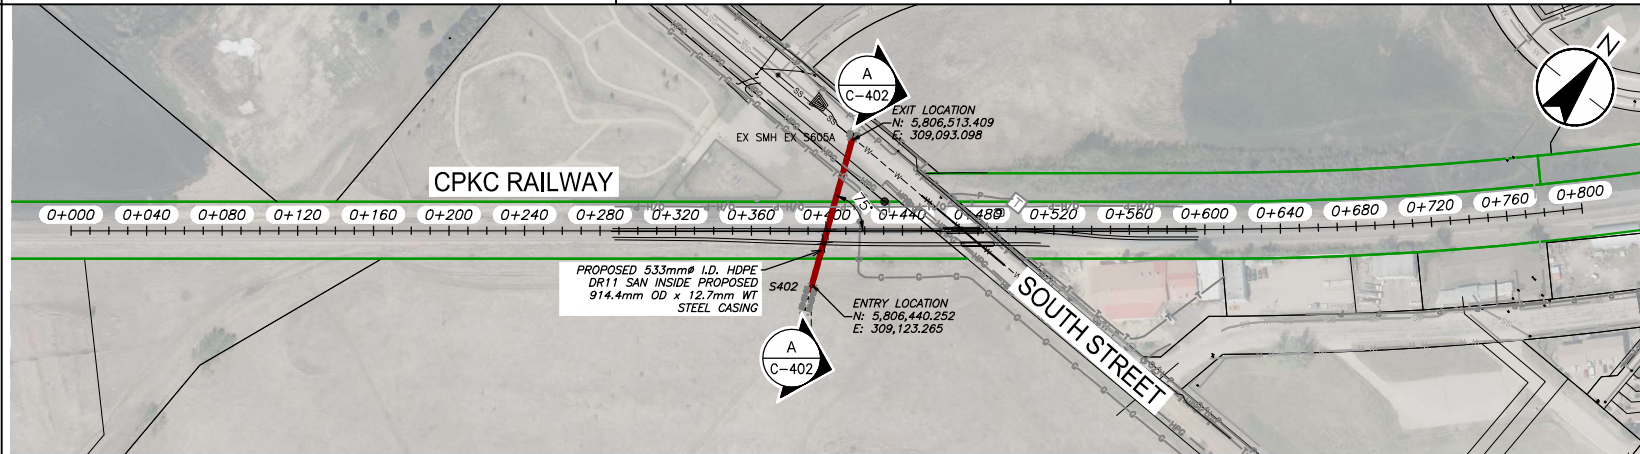 A
C-402
EXIT LOCATION
N: 5,806,513.409
E: 309,093.098
EX SMH EX S605A
N
CPKC RAILWAY
0+000 0+040 0+080 0+120 0+160 0+200 0+240 0+280 0+320 0+360 0+400 0+440 0+480 0+520 0+560 0+600 0+640 0+680 0+720 0+760 0+800
75°
T
PROPOSED 533mmø I.D. HDPE
DR11 SAN INSIDE PROPOSED
914.4mm OD x 12.7mm WT
STEEL CASING
S402
ENTRY LOCATION
N: 5,806,440.252
E: 309,123.265
SOUTH STREET
A
C-402